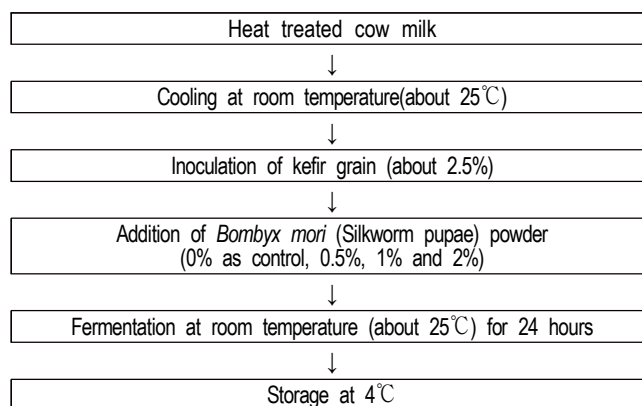 Heat treated cow milk
↓
Cooling at room temperature(about 25℃)
↓
Inoculation of kefir grain (about 2.5%)
↓
Addition of Bombyx mori (Silkworm pupae) powder
(0% as control, 0.5%, 1% and 2%)
↓
Fermentation at room temperature (about 25℃) for 24 hours
↓
Storage at 4℃